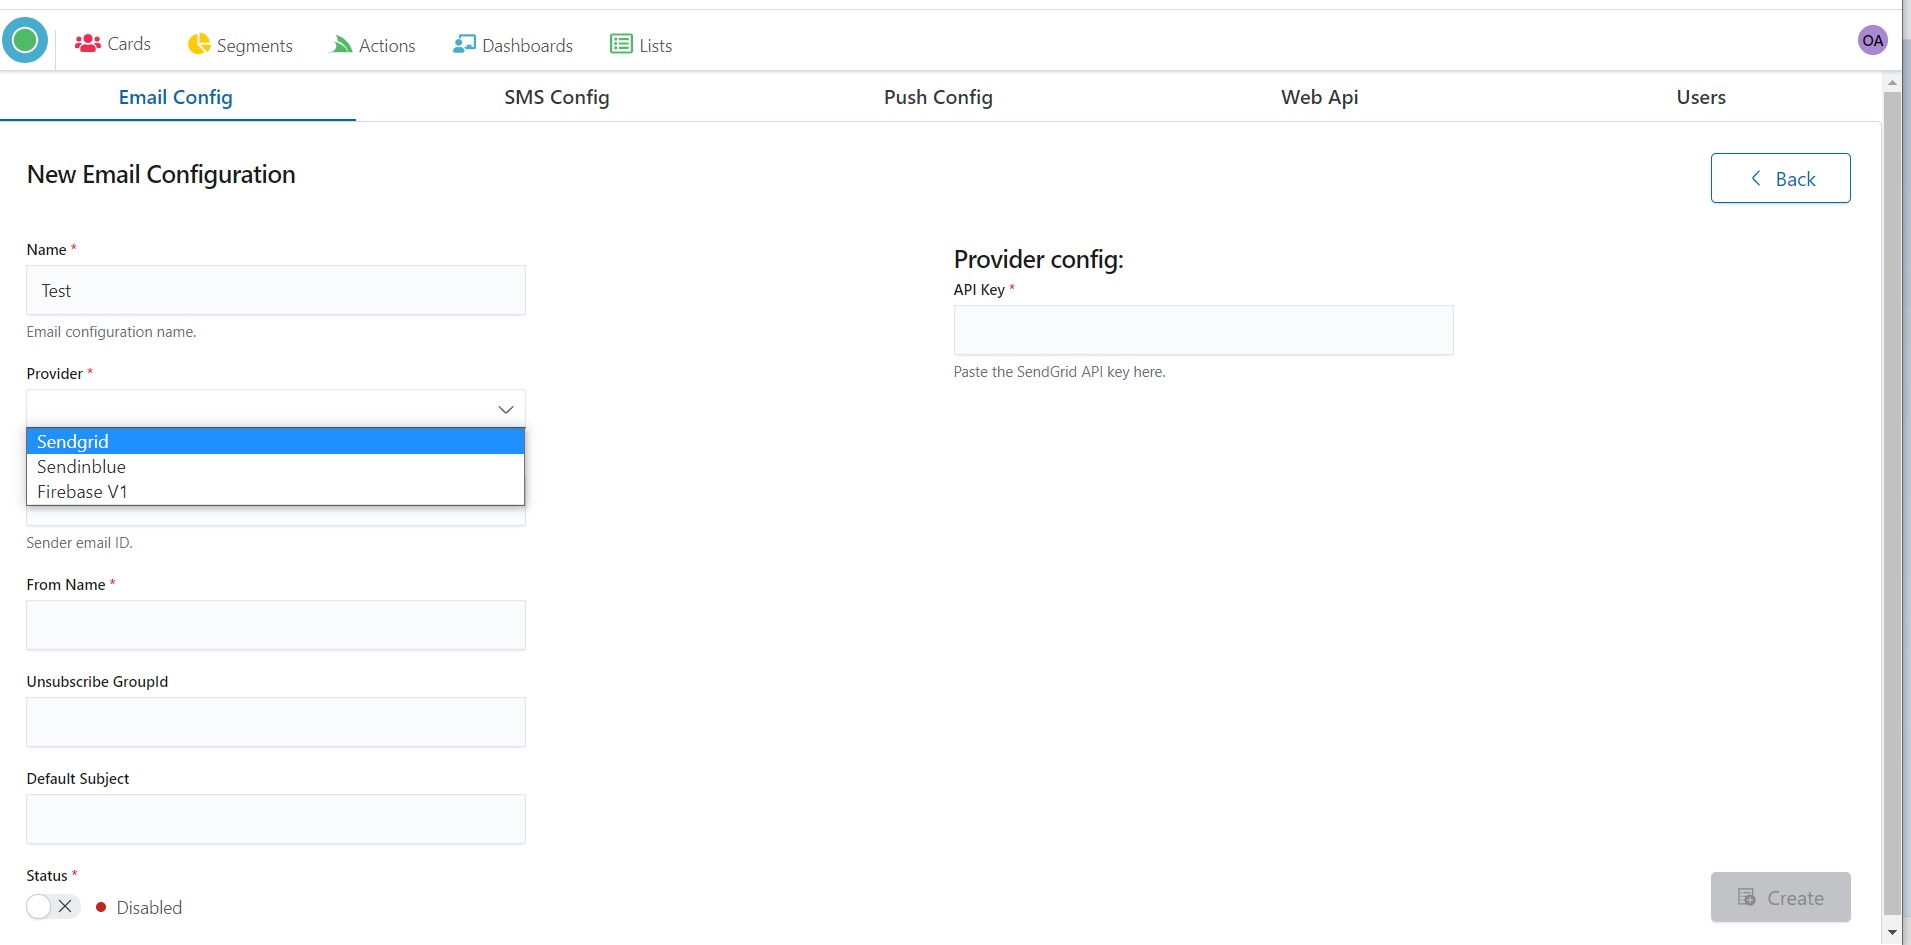 Cards Segments Actions Dashboards Lists OA
Email Config SMS Config Push Config Web Api Users
New Email Configuration
Back
Name *
Test
Email configuration name.
Provider *
Sendgrid
Sendinblue
Firebase V1
Sender email ID.
From Name *
Unsubscribe GroupId
Default Subject
Status *
Disabled
Provider config:
API Key *
Paste the SendGrid API key here.
Create